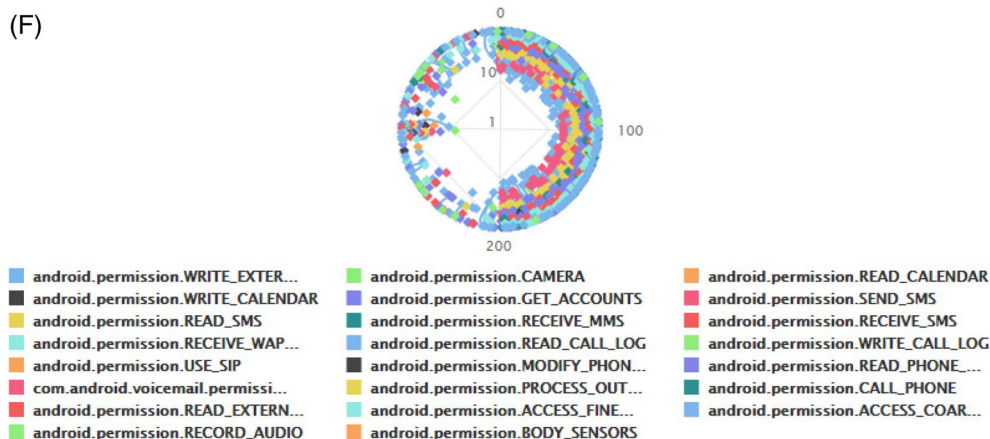 (F)
0
10
1
100
200
android.permission.WRITE_EXTER... android.permission.CAMERA android.permission.READ_CALENDAR
android.permission.WRITE_CALENDAR android.permission.GET_ACCOUNTS android.permission.SEND_SMS
android.permission.READ_SMS android.permission.RECEIVE_MMS android.permission.RECEIVE_SMS
android.permission.RECEIVE_WAP... android.permission.READ_CALL_LOG android.permission.WRITE_CALL_LOG
android.permission.USE_SIP android.permission.MODIFY_PHON... android.permission.READ_PHONE_...
com.android.voicemail.permissi... android.permission.PROCESS_OUT... android.permission.CALL_PHONE
android.permission.READ_EXTERN... android.permission.ACCESS_FINE... android.permission.ACCESS_COAR...
android.permission.RECORD_AUDIO android.permission.BODY_SENSORS